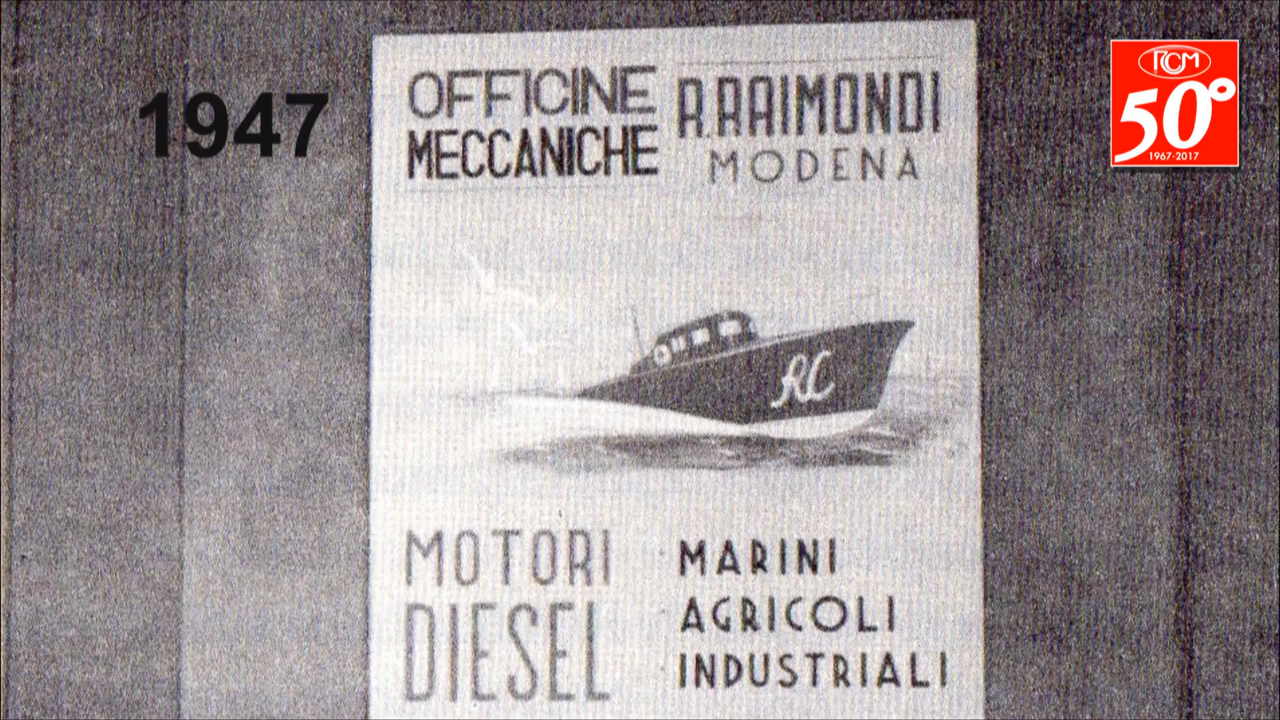 1947
OFFICINE
MECCANICHE
R.RAIMONDI
MODENA
RC
MOTORI
DIESEL
MARINI
AGRICOLI
INDUSTRIALI
RCM
50°
1967-2017